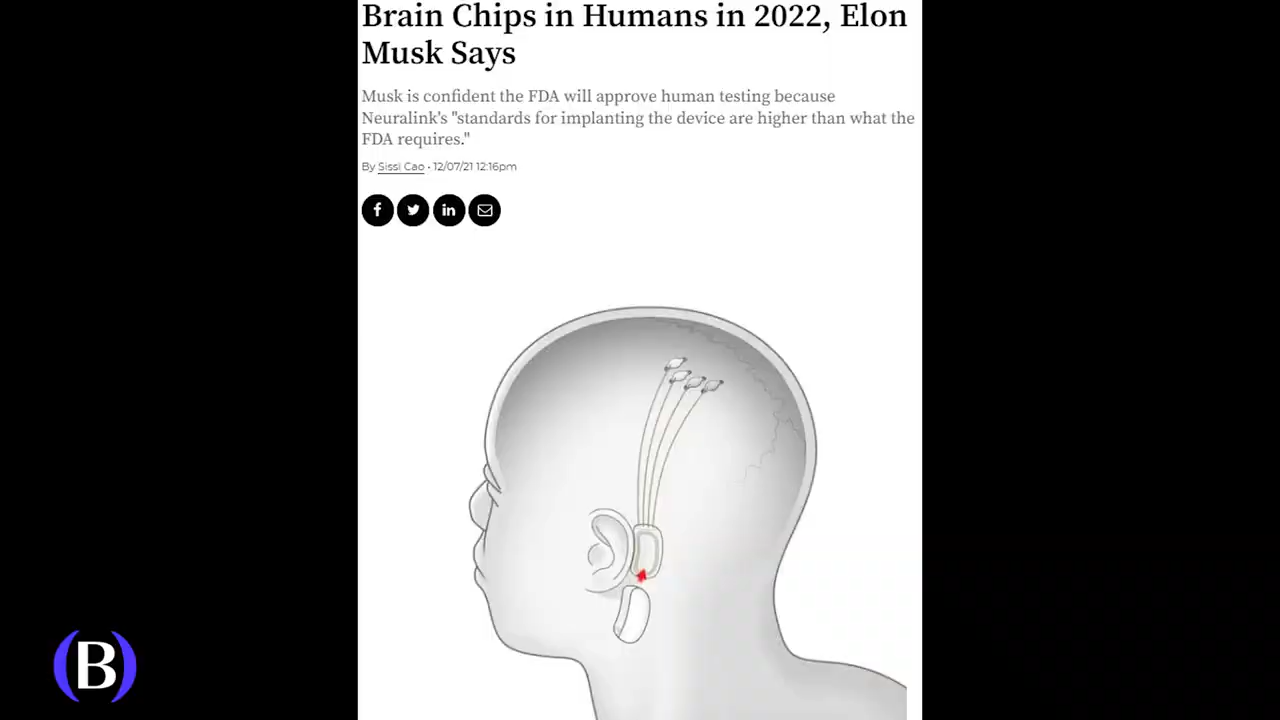 Brain Chips in Humans in 2022, Elon
Musk Says
Musk is confident the FDA will approve human testing because
Neuralink's "standards for implanting the device are higher than what the
FDA requires."
By Sissi Cao • 12/07/21 12:16pm
f in
(B)